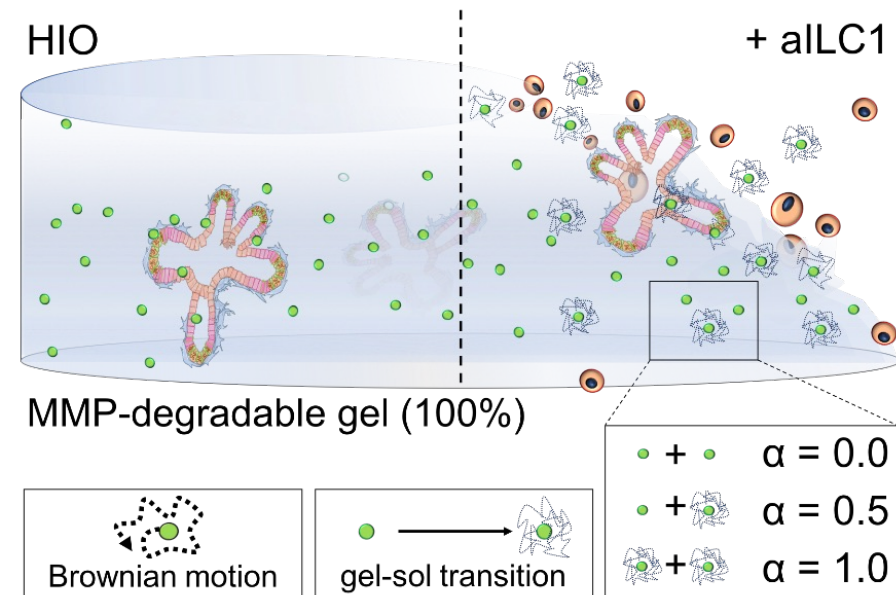 HIO
+ aILC1
MMP-degradable gel (100%)
+ α = 0.0
+ α = 0.5
+ α = 1.0
Brownian motion
gel-sol transition